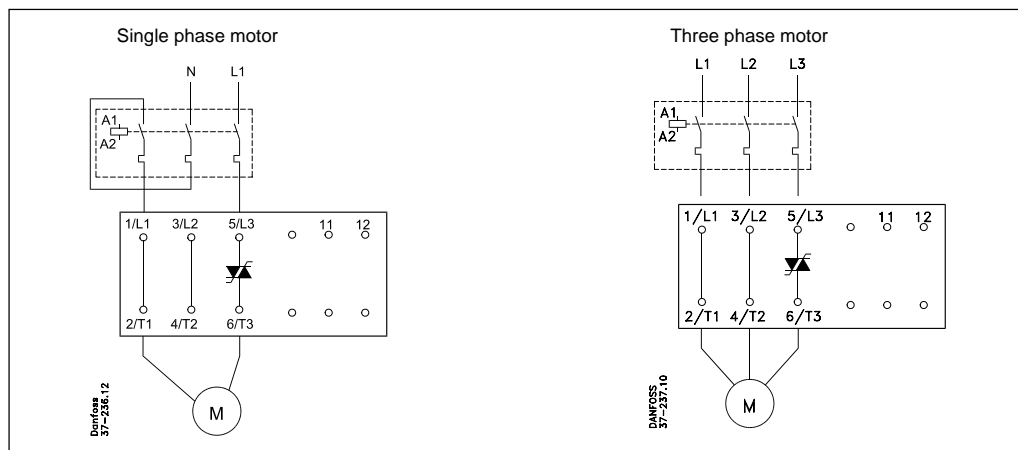 Single phase motor
N L1
A1
A2
1/L1 3/L2 5/L3 11 12
2/T1 4/T2 6/T3
M
Danfoss
37-236.12
Three phase motor
L1 L2 L3
A1
A2
1/L1 3/L2 5/L3 11 12
2/T1 4/T2 6/T3
M
DANFOSS
37-237.10